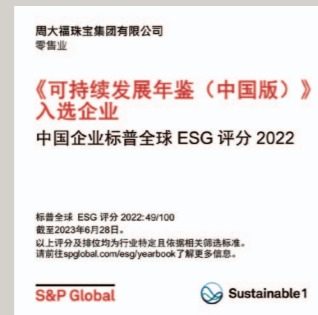 周大福珠宝集团有限公司
零售业
《可持续发展年鉴（中国版）》
入选企业
中国企业标普全球 ESG 评分 2022
标普全球 ESG 评分 2022:49/100
截至2023年6月28日。
以上评分及排位均为行业特定且依据相关筛选标准。
请前往spglobal.com/esg/yearbook了解更多信息。
S&P Global
Sustainable1